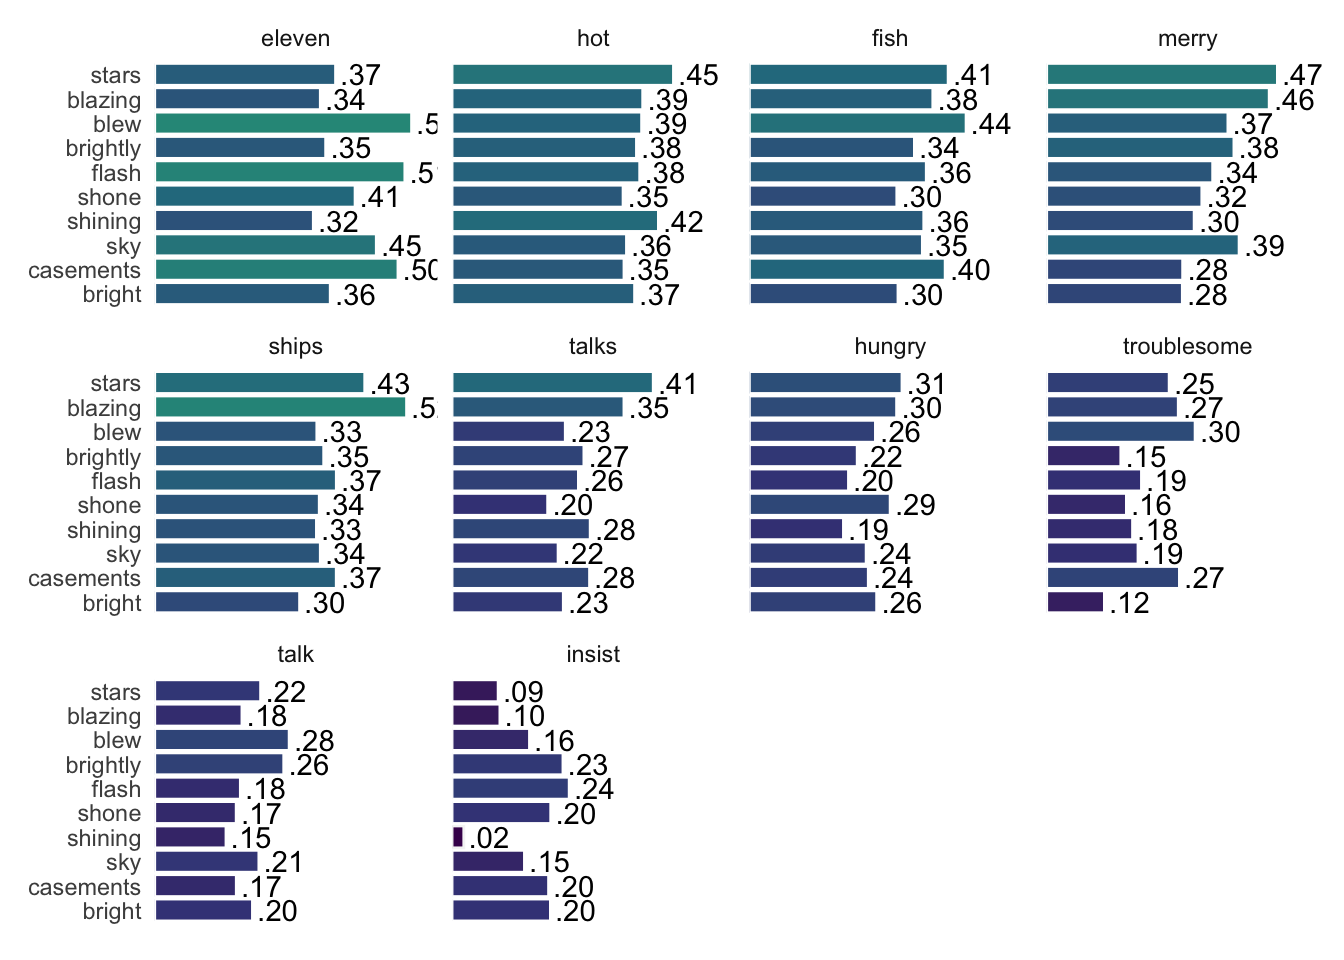 eleven hot fish merry
stars .37 .45 .41 .47
blazing .34 .39 .38 .46
blew .39 .44 .37
brightly .35 .38 .34 .38
flash .38 .36 .34
shone .41 .35 .30 .32
shining .32 .42 .36 .30
sky .45 .36 .35 .39
casements .50 .35 .40 .28
bright .36 .37 .30 .28
ships talks hungry troublesome
stars .43 .41 .31 .25
blazing .35 .30 .27
blew .33 .23 .26 .30
brightly .35 .27 .22 .15
flash .37 .26 .20 .19
shone .34 .20 .29 .16
shining .33 .28 .19 .18
sky .34 .22 .24 .19
casements .37 .28 .24 .27
bright .30 .23 .26 .12
talk insist
stars .22 .09
blazing .18 .10
blew .28 .16
brightly .26 .23
flash .18 .24
shone .17 .20
shining .15 .02
sky .21 .15
casements .17 .20
bright .20 .20